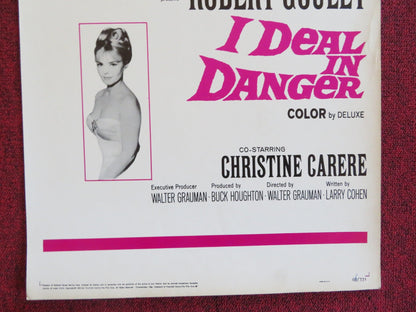 ROBERT GOULET
I DEAL
IN
DANGER
COLOR by DELUXE
CO-STARRING
CHRISTINE CARERE
Executive Producer Produced by Directed by Written by
WALTER GRAUMAN · BUCK HOUGHTON · WALTER GRAUMAN · LARRY COHEN